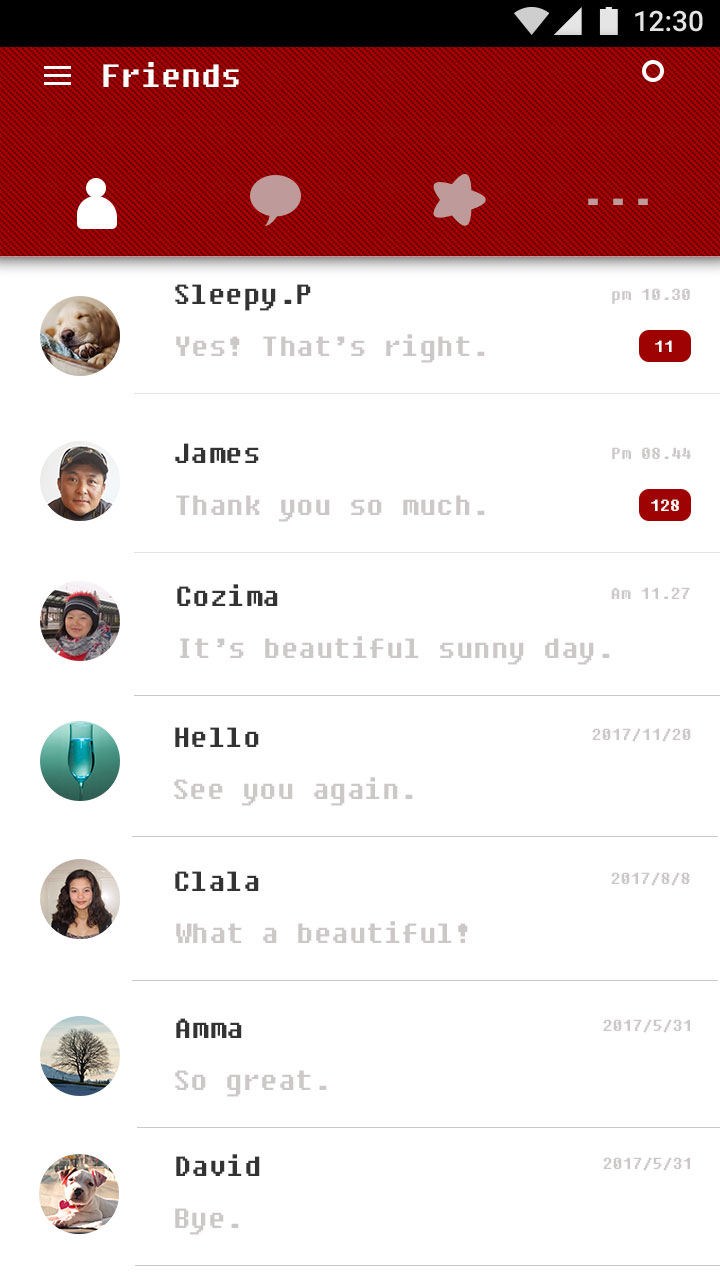 12:30
Friends
Sleepy.P pm 10.30
Yes! That's right. 11
James Pm 08.44
Thank you so much. 128
Cozima Am 11.27
It's beautiful sunny day.
Hello 2017/11/20
See you again.
Clala 2017/8/8
What a beautiful!
Amma 2017/5/31
So great.
David 2017/5/31
Bye.